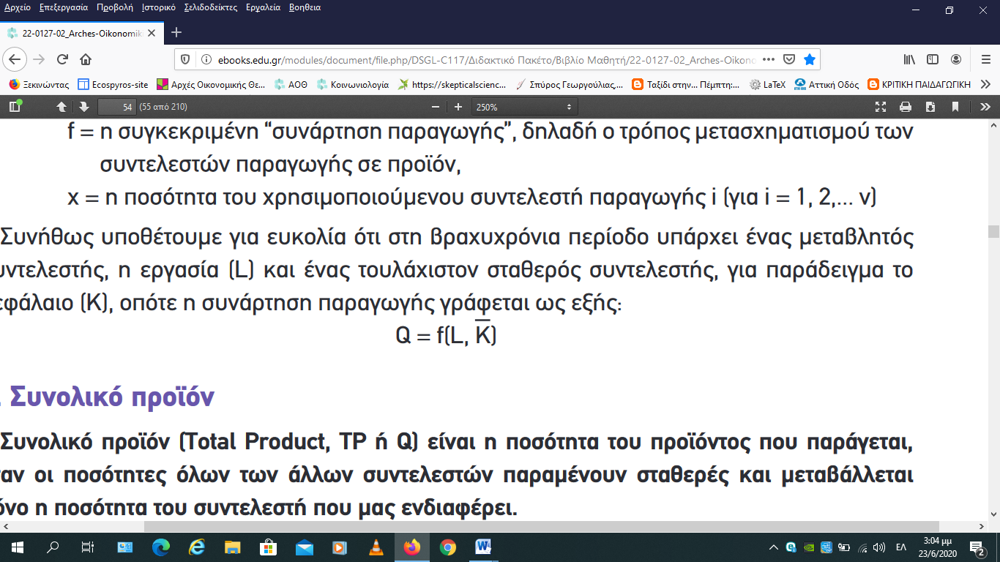 Αρχείο Επεξεργασία Προβολή Ιστορικό Σελιδοδείκτες Εργαλεία Βοηθεια
22-0127-02_Arches-Oikonomik
ebooks.edu.gr/modules/document/file.php/DSGL-C117/Διδακτικό Πακέτο/Βιβλίο Μαθητή/22-0127-02_Arches-Oikono
Ξεκινώντας Ecospyros-site Αρχές Οικονομικής Θε... ΑΟΘ Κοινωνιολογία https://skepticalscienc... Σπύρος Γεωργούλιας,... Ταξίδι στην... Πέμπτη:... LaTeX Αττική Οδός ΚΡΙΤΙΚΗ ΠΑΙΔΑΓΩΓΙΚΗ
54 (55 από 210) 250%
f = η συγκεκριμένη “συνάρτηση παραγωγής”, δηλαδή ο τρόπος μετασχηματισμού των
συντελεστών παραγωγής σε προϊόν,
x = η ποσότητα του χρησιμοποιούμενου συντελεστή παραγωγής i (για i = 1, 2,... ν)
Συνήθως υποθέτουμε για ευκολία ότι στη βραχυχρόνια περίοδο υπάρχει ένας μεταβλητός
υντελεστής, η εργασία (L) και ένας τουλάχιστον σταθερός συντελεστής, για παράδειγμα το
εφάλαιο (K), οπότε η συνάρτηση παραγωγής γράφεται ως εξής:
Q = f(L, K̅)
. Συνολικό προϊόν
Συνολικό προϊόν (Total Product, TP ή Q) είναι η ποσότητα του προϊόντος που παράγεται,
αν οι ποσότητες όλων των άλλων συντελεστών παραμένουν σταθερές και μεταβάλλεται
όνο η ποσότητα του συντελεστή που μας ενδιαφέρει.
ΕΛ 3:04 μμ
23/6/2020 2